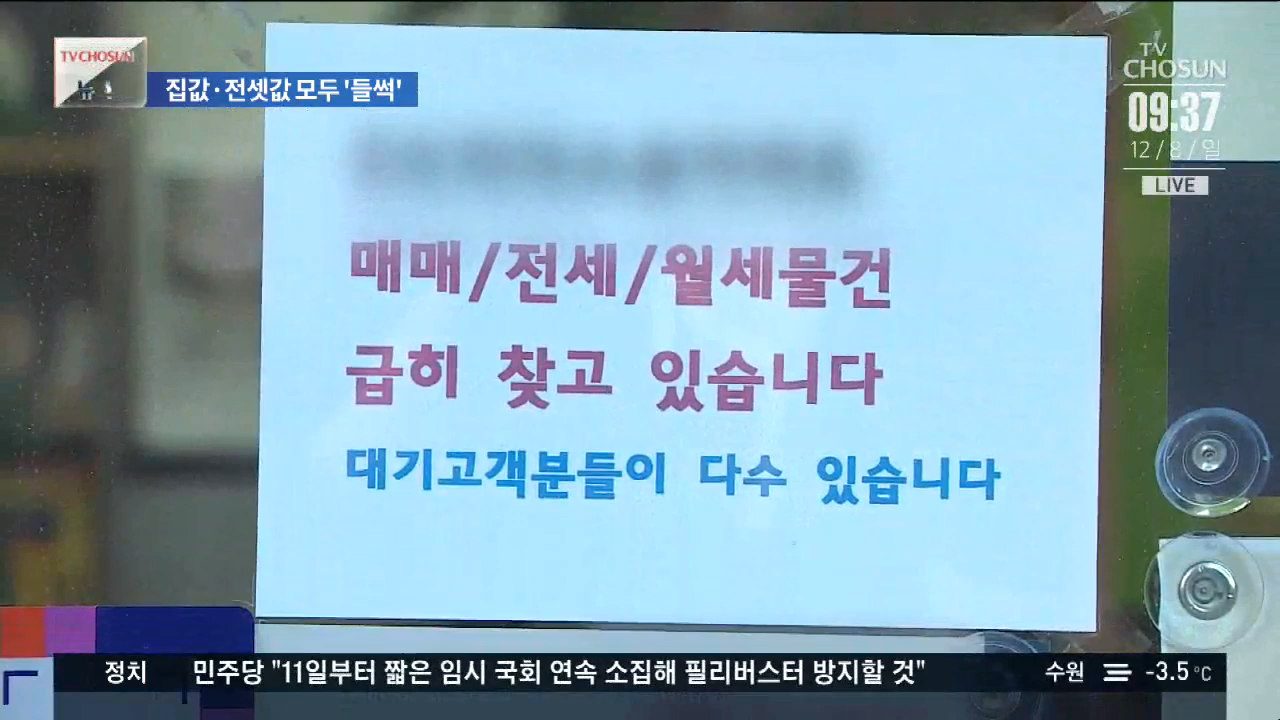 TV CHOSUN
집값·전셋값 모두 '들썩'
TV
CHOSUN
09:37
12/8/일
LIVE
매매/전세/월세물건
급히 찾고 있습니다
대기고객분들이 다수 있습니다
정치 민주당 "11일부터 짧은 임시 국회 연속 소집해 필리버스터 방지할 것" 수원 -3.5℃